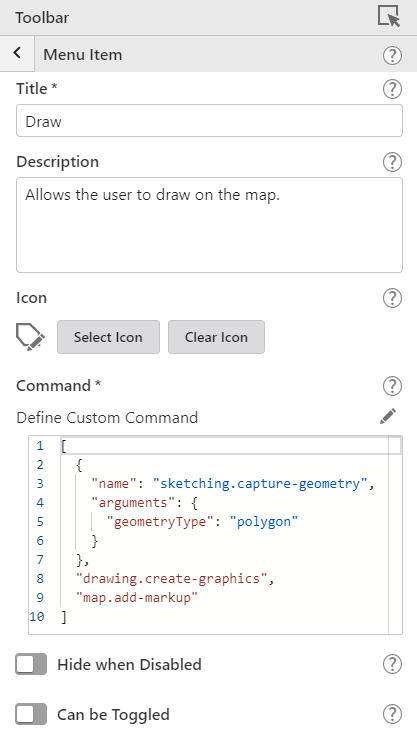 Toolbar
Menu Item
?
Title *
?
Draw
Description
?
Allows the user to draw on the map.
Icon
?
Select Icon Clear Icon
Command *
?
Define Custom Command
1 [
2   {
3     "name": "sketching.capture-geometry",
4     "arguments": {
5       "geometryType": "polygon"
6     }
7   },
8   "drawing.create-graphics",
9   "map.add-markup"
10 ]
Hide when Disabled
?
Can be Toggled
?